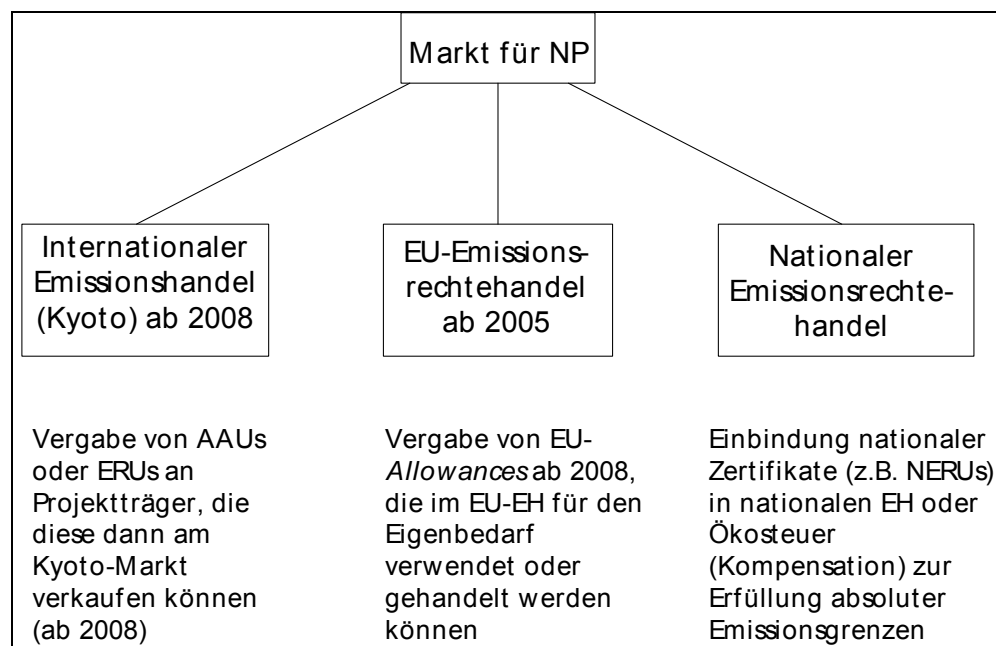 Markt für NP
Internationaler
Emissionshandel
(Kyoto) ab 2008
EU-Emissions-
rechtehandel
ab 2005
Nationaler
Emissionsrechte-
handel
Vergabe von AAUs
oder ERUs an
Projektträger, die
diese dann am
Kyoto-Markt
verkaufen können
(ab 2008)
Vergabe von EU-
Allowances ab 2008,
die im EU-EH für den
Eigenbedarf
verwendet oder
gehandelt werden
können
Einbindung nationaler
Zertifikate (z.B. NERUs)
in nationalen EH oder
Ökosteuer
(Kompensation) zur
Erfüllung absoluter
Emissionsgrenzen